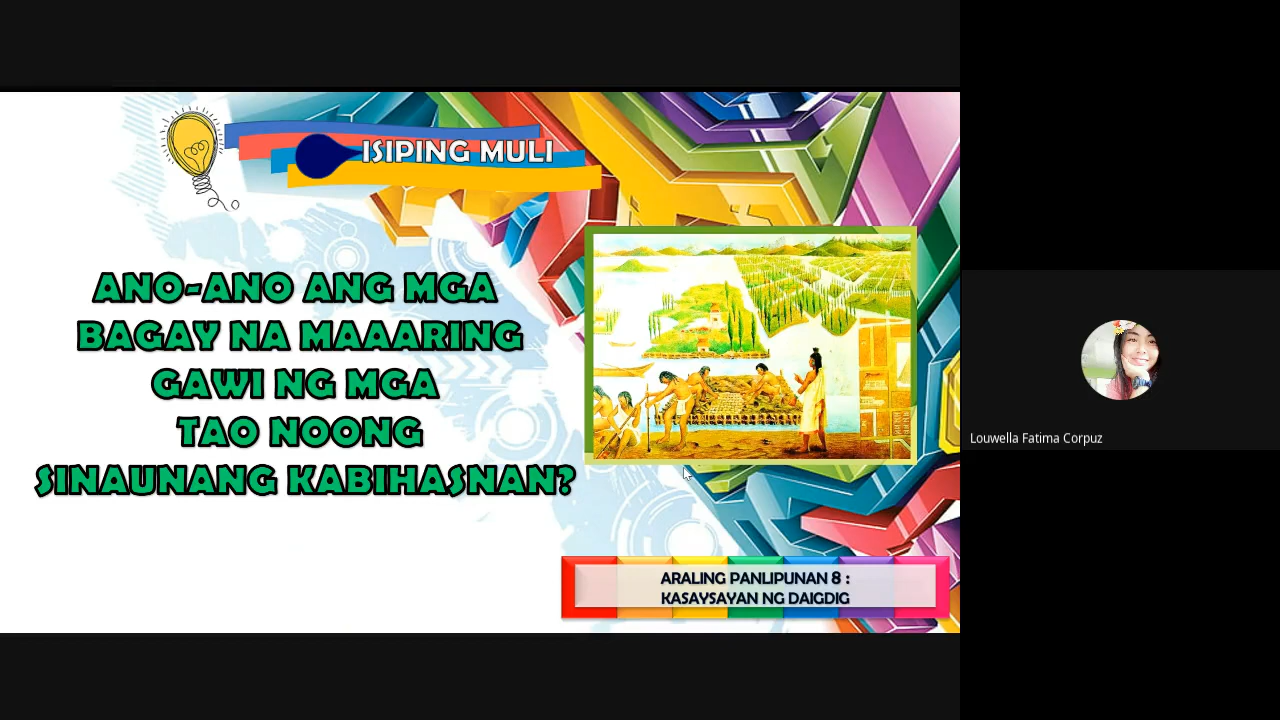 ISIPING MULI
ANO-ANO ANG MGA
BAGAY NA MAAARING
GAWI NG MGA
TAO NOONG
SINAUNANG KABIHASNAN?
ARALING PANLIPUNAN 8 :
KASAYSAYAN NG DAIGDIG
Louwella Fatima Corpuz